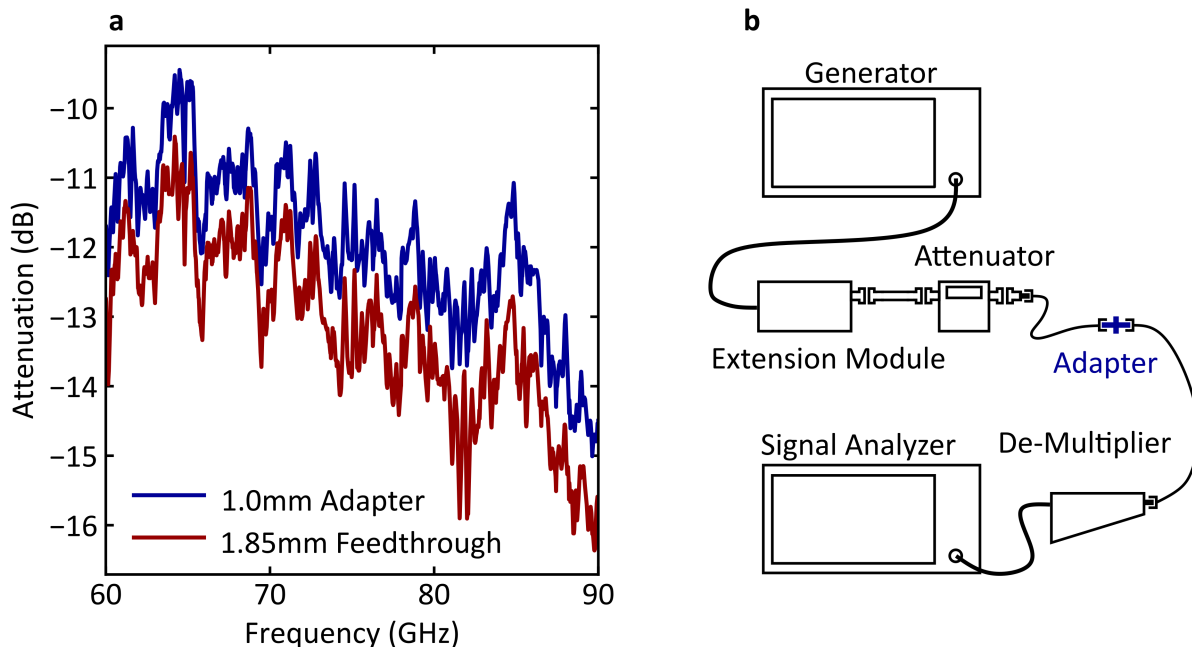 a
−10
−11
−12
−13
−14
−15
−16
Attenuation (dB)
1.0mm Adapter
1.85mm Feedthrough
60
70
80
90
Frequency (GHz)
b
Generator
Attenuator
Extension Module
Adapter
Signal Analyzer
De-Multiplier